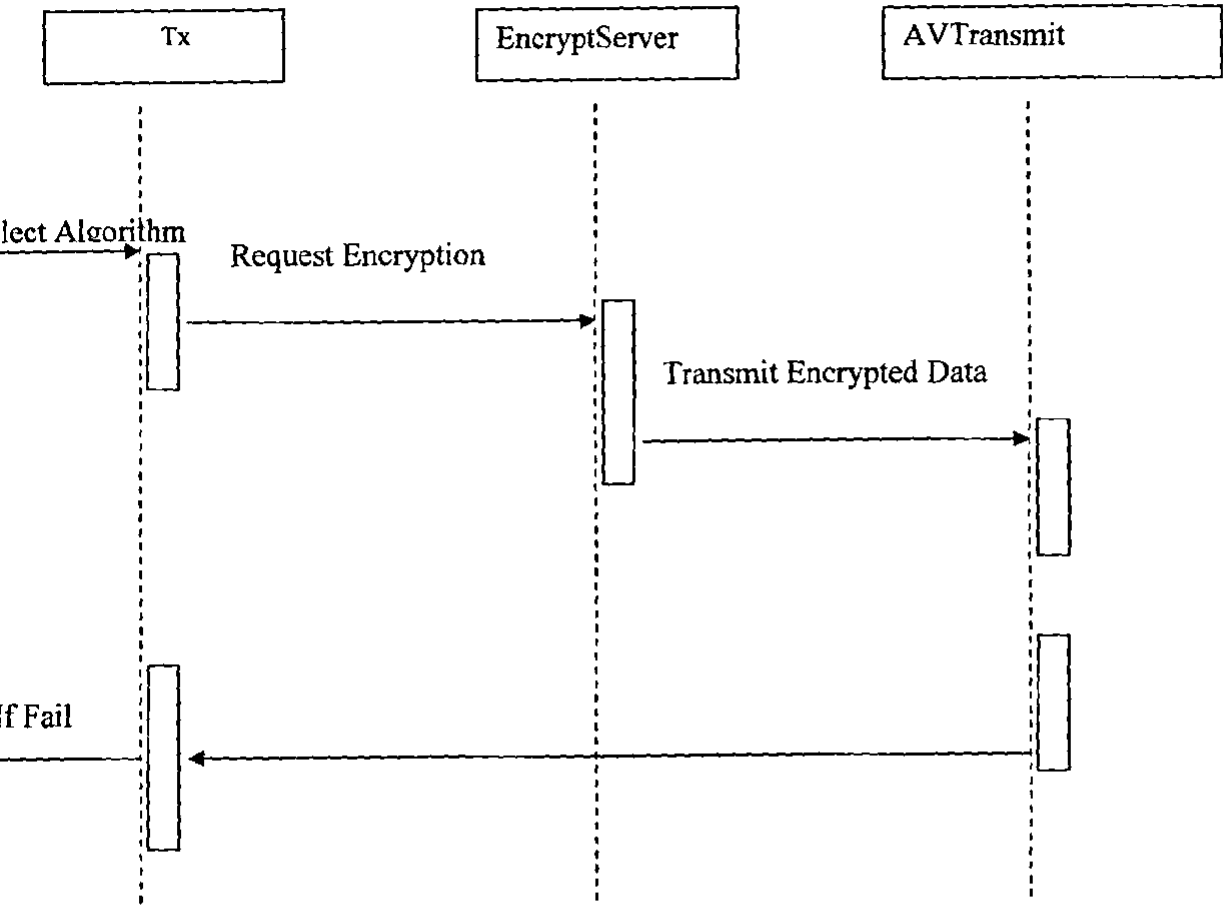 Tx
EncryptServer
AVTransmit
lect Algorithm
Request Encryption
Transmit Encrypted Data
If Fail